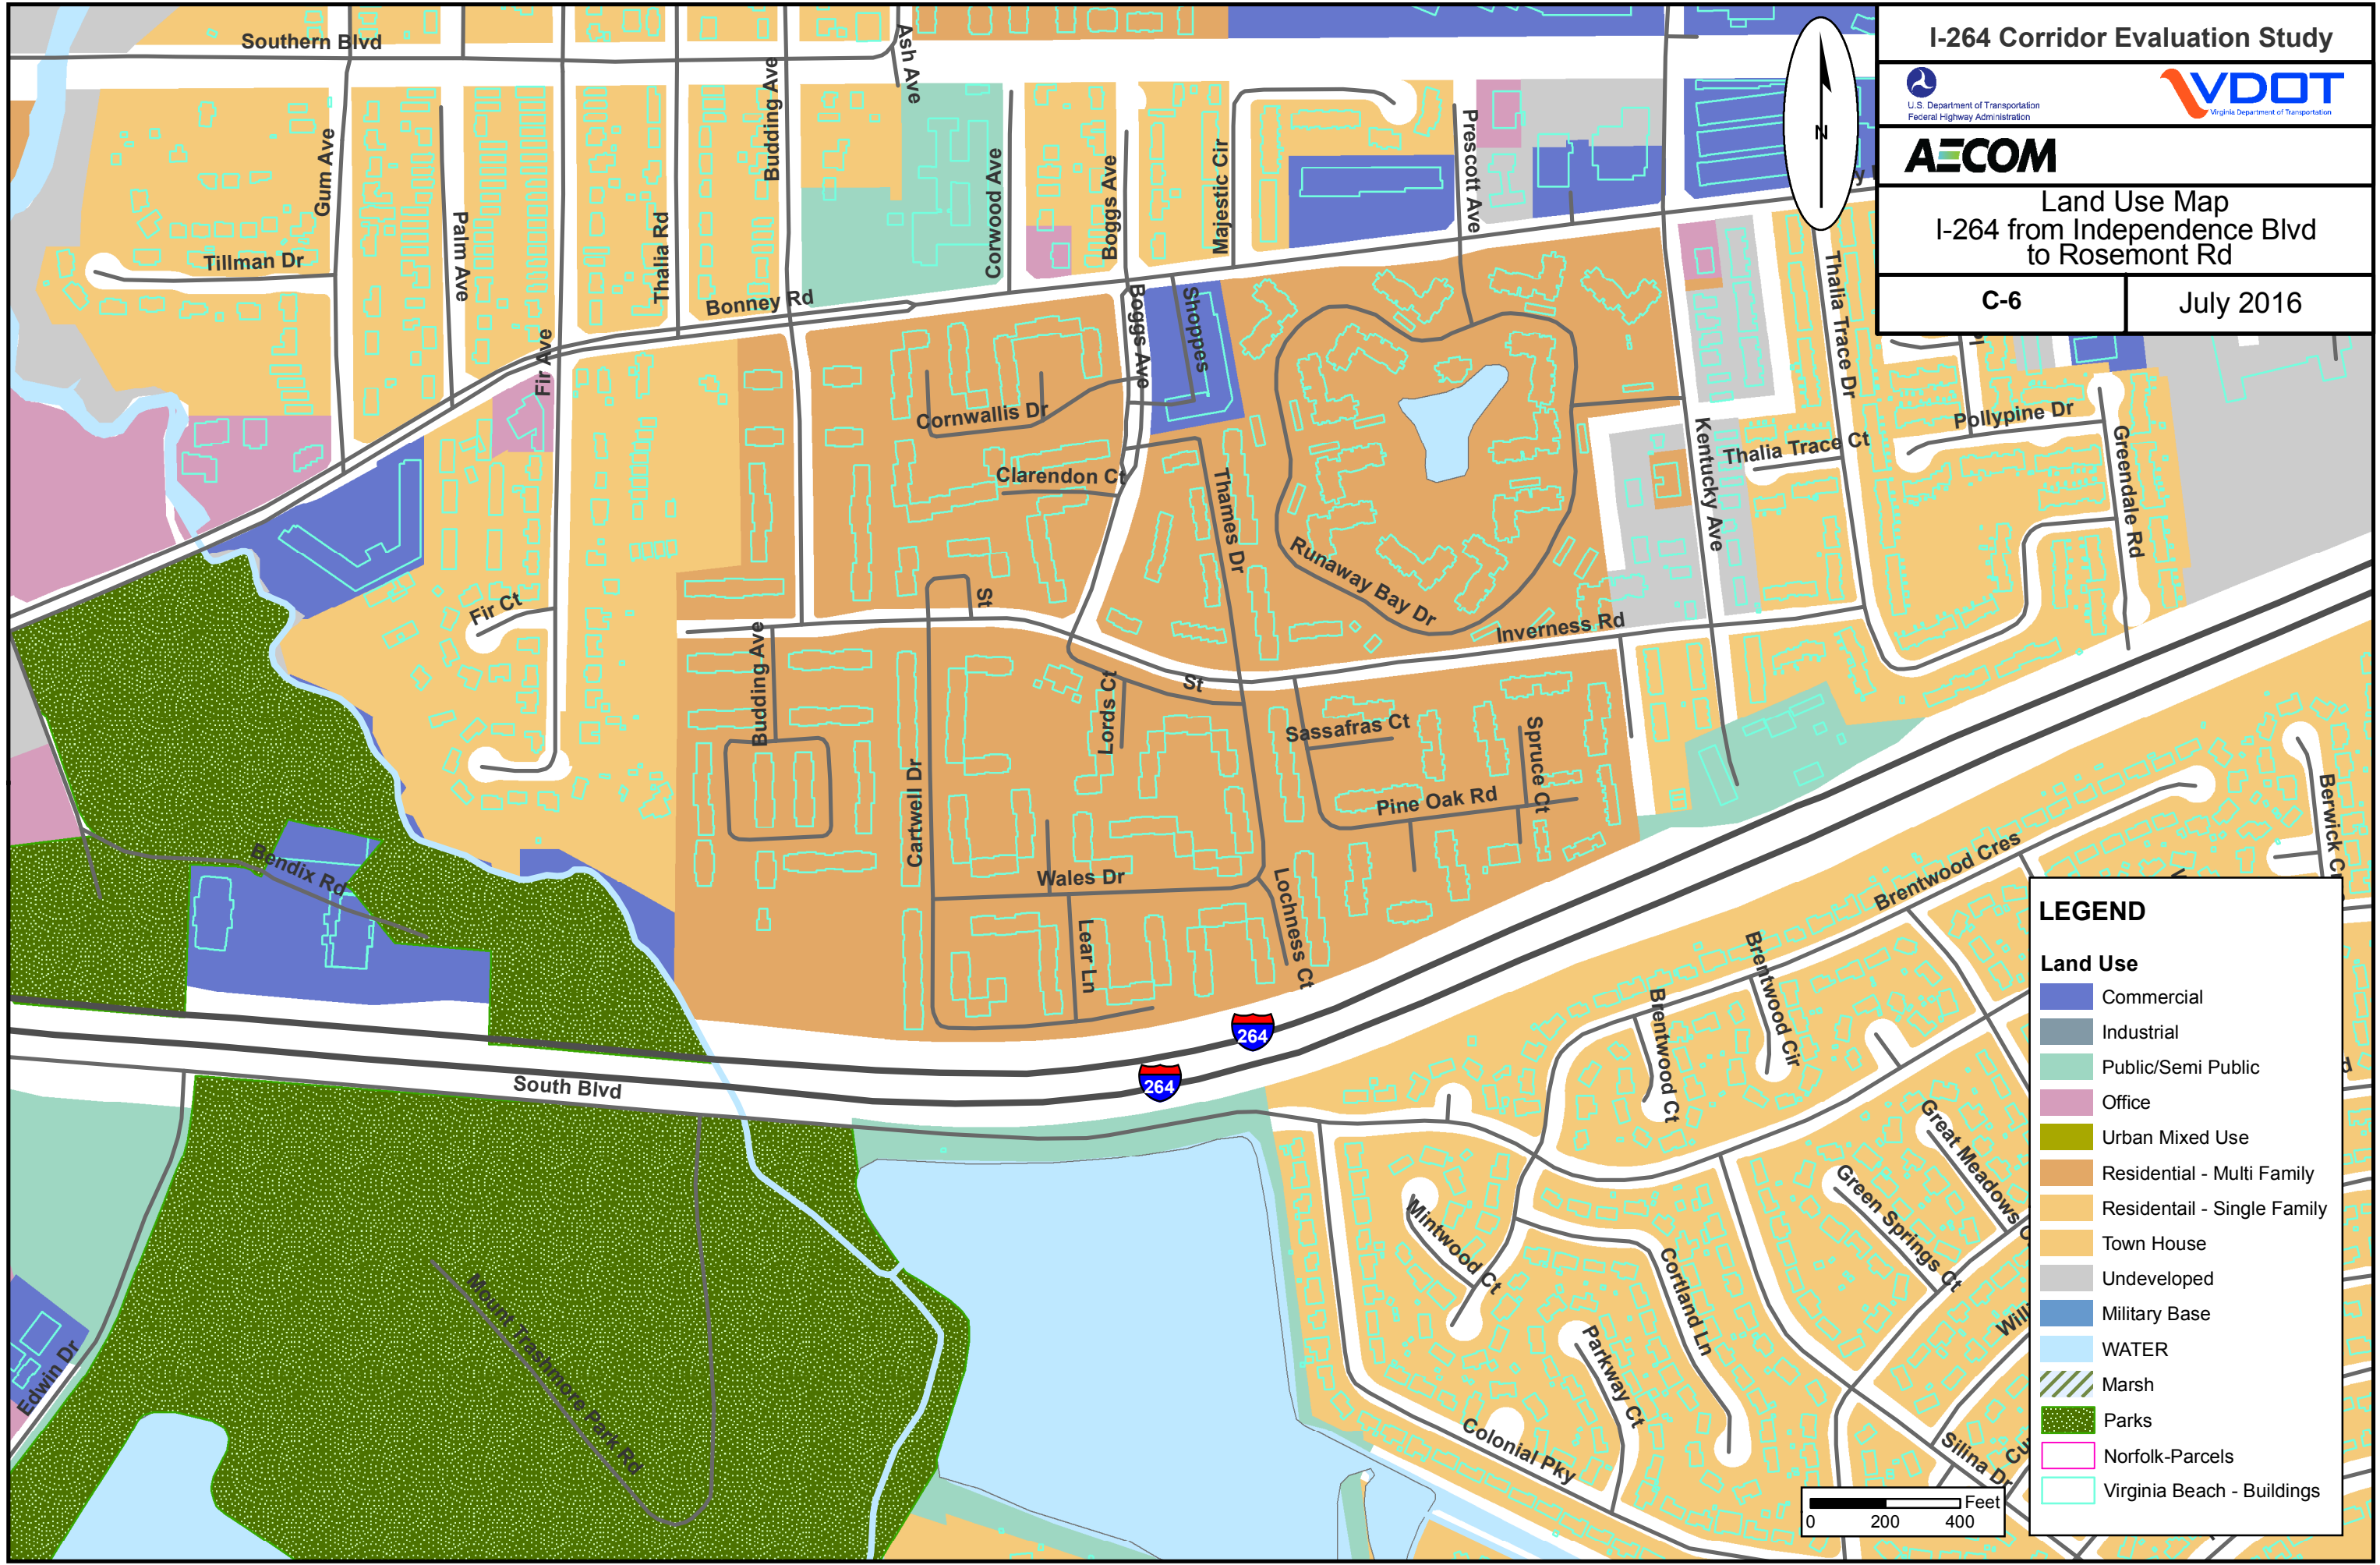 I-264 Corridor Evaluation Study
U.S. Department of Transportation
Federal Highway Administration
VDOT
Virginia Department of Transportation
AECOM
Land Use Map
I-264 from Independence Blvd
to Rosemont Rd
C-6
July 2016
N
Southern Blvd
Ash Ave
Gum Ave
Palm Ave
Thalia Rd
Budding Ave
Corwood Ave
Boggs Ave
Majestic Cir
Prescott Ave
Tillman Dr
Bonney Rd
Fir Ave
Boggs Ave
Shoppes
Thalia Trace Dr
Pl
Cornwallis Dr
Clarendon Ct
Thames Dr
Kentucky Ave
Thalia Trace Ct
Pollypine Dr
Greendale Rd
Runaway Bay Dr
Inverness Rd
Fir Ct
St
Budding Ave
Lords Ct
St
Sassafras Ct
Spruce Ct
Pine Oak Rd
Cartwell Dr
Wales Dr
Lear Ln
Lochness Ct
Bendix Rd
Berwick C
Brentwood Cres
Brentwood Cir
Brentwood Ct
264
264
South Blvd
Great Meadows C
Green Springs Ct
Mintwood Ct
Cortland Ln
Parkway Ct
Colonial Pky
Silina Dr
Willi
Cu
Mount Trashmore Park Rd
Edwin Dr
LEGEND
Land Use
Commercial
Industrial
Public/Semi Public
Office
Urban Mixed Use
Residential - Multi Family
Residentail - Single Family
Town House
Undeveloped
Military Base
WATER
Marsh
Parks
Norfolk-Parcels
Virginia Beach - Buildings
Feet
0 200 400